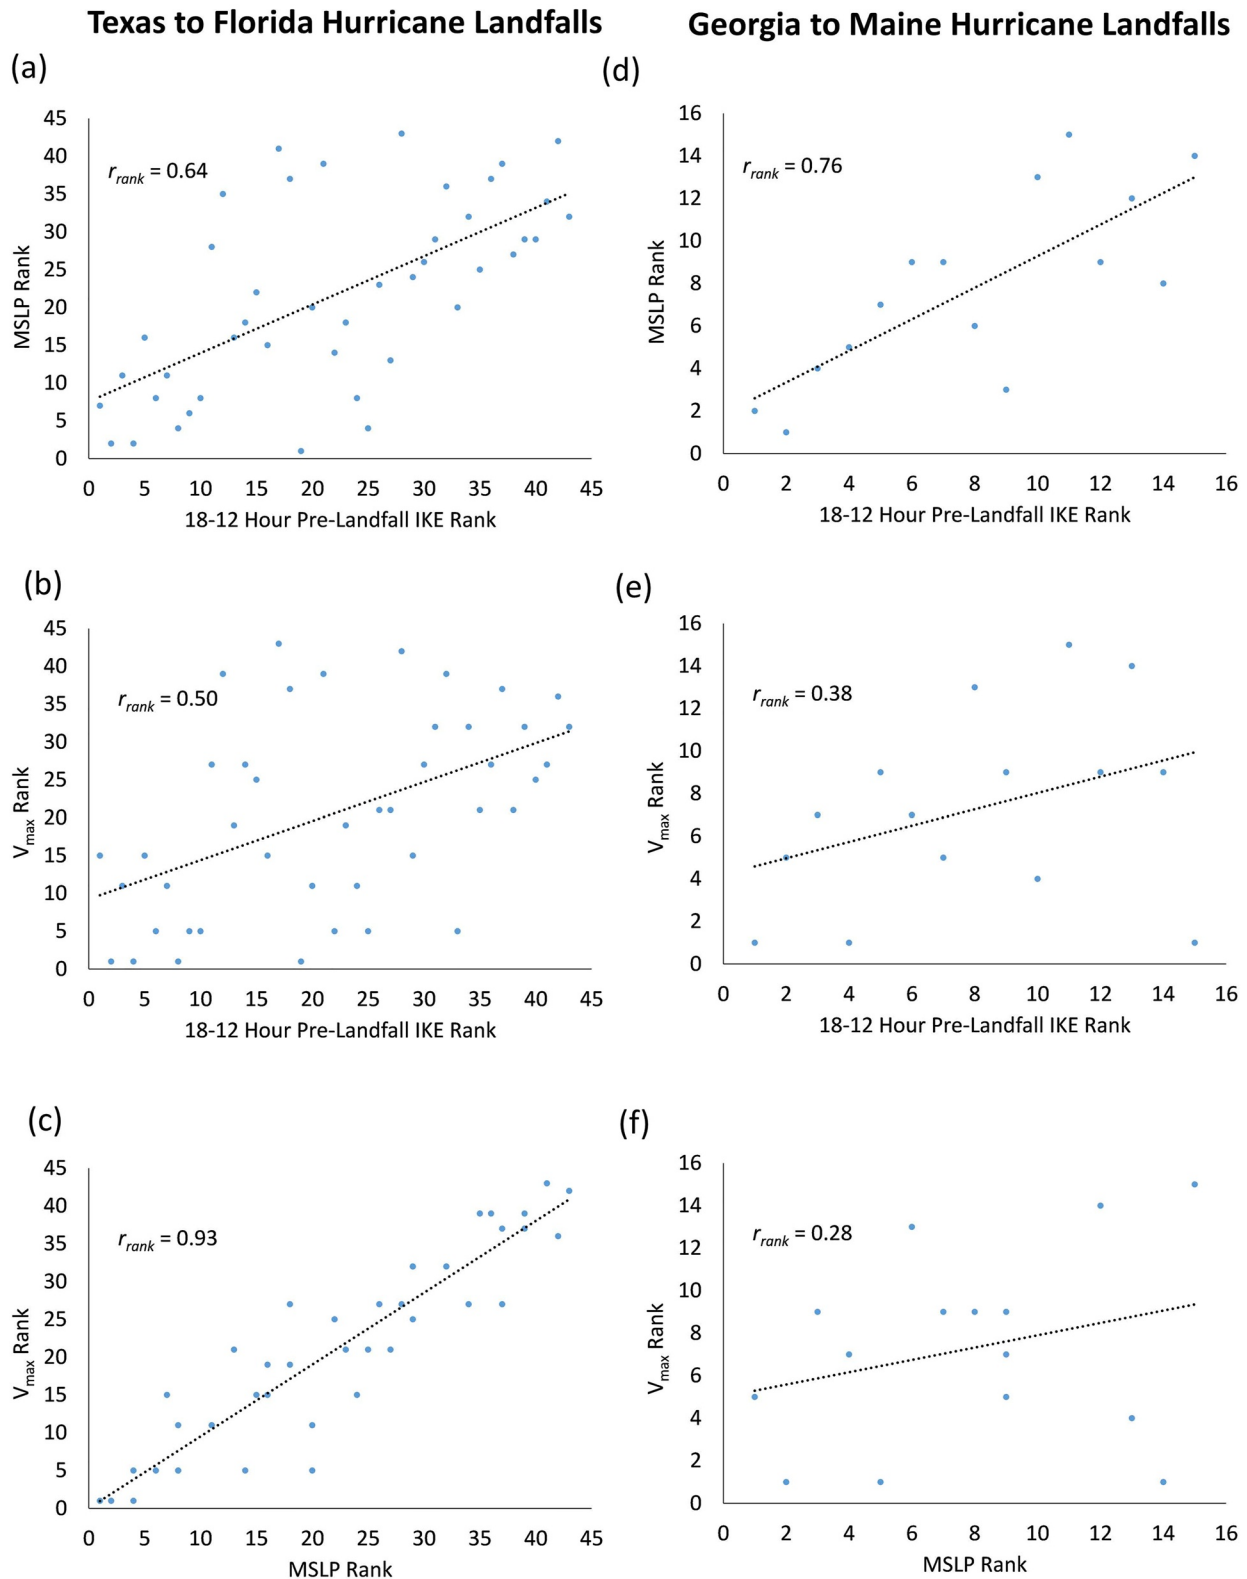 Texas to Florida Hurricane Landfalls
(a)
45
40
35
30
25
20
15
10
5
0
MSLP Rank
r_rank = 0.64
0 5 10 15 20 25 30 35 40 45
18-12 Hour Pre-Landfall IKE Rank
(b)
45
40
35
30
25
20
15
10
5
0
V_max Rank
r_rank = 0.50
0 5 10 15 20 25 30 35 40 45
18-12 Hour Pre-Landfall IKE Rank
(c)
45
40
35
30
25
20
15
10
5
0
V_max Rank
r_rank = 0.93
0 5 10 15 20 25 30 35 40 45
MSLP Rank
Georgia to Maine Hurricane Landfalls
(d)
16
14
12
10
8
6
4
2
0
MSLP Rank
r_rank = 0.76
0 2 4 6 8 10 12 14 16
18-12 Hour Pre-Landfall IKE Rank
(e)
16
14
12
10
8
6
4
2
0
V_max Rank
r_rank = 0.38
0 2 4 6 8 10 12 14 16
18-12 Hour Pre-Landfall IKE Rank
(f)
16
14
12
10
8
6
4
2
0
V_max Rank
r_rank = 0.28
0 2 4 6 8 10 12 14 16
MSLP Rank